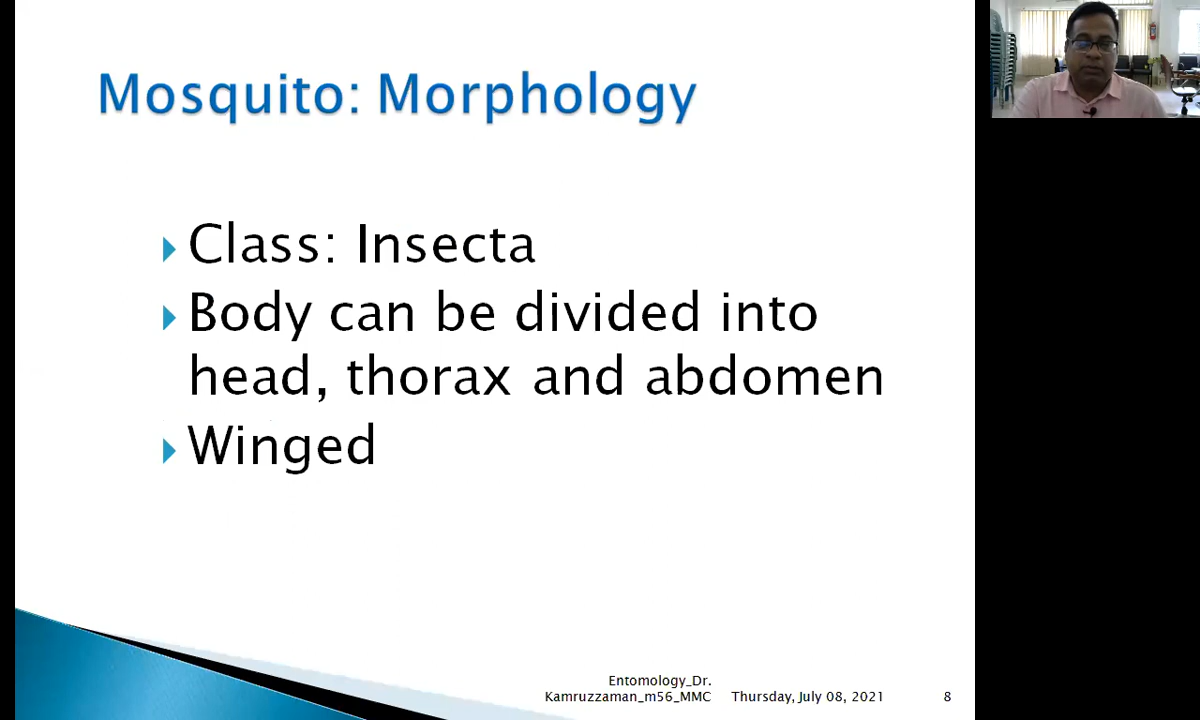 Mosquito: Morphology
Class: Insecta
Body can be divided into
head, thorax and abdomen
Winged
Entomology_Dr.
Kamruzzaman_m56_MMC Thursday, July 08, 2021 8